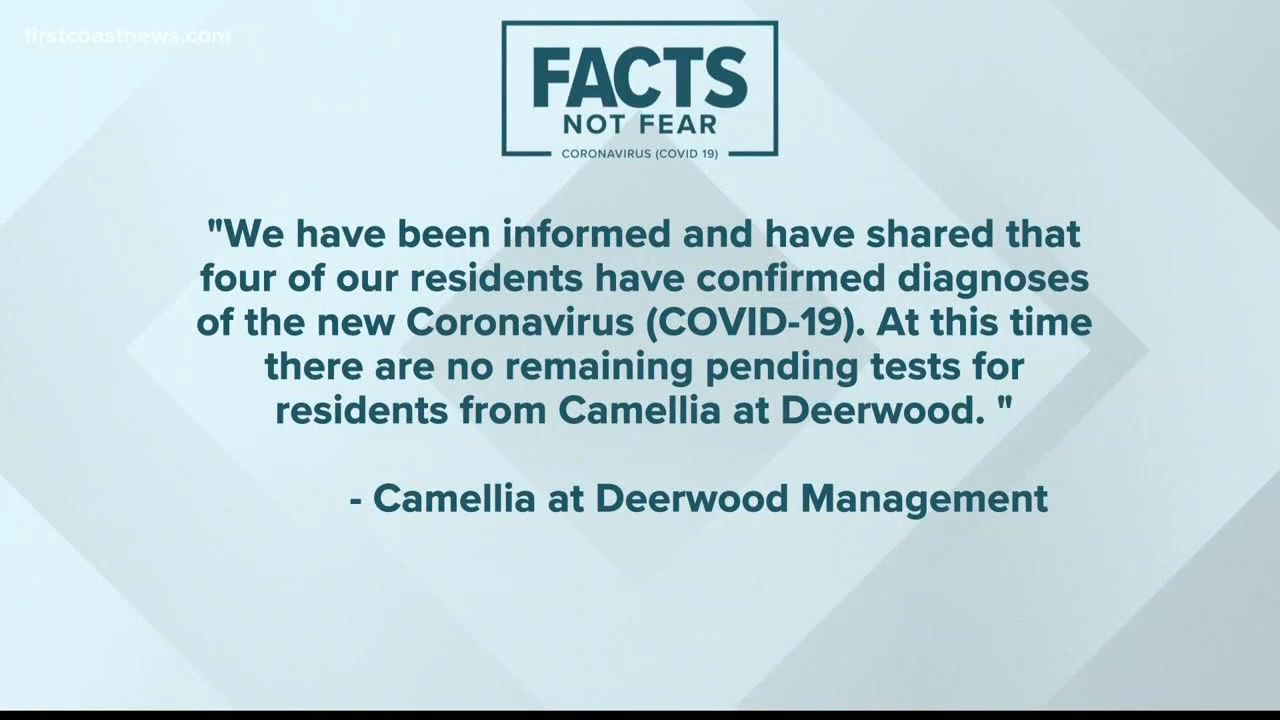 firstcoastnews.com
FACTS
NOT FEAR
CORONAVIRUS (COVID 19)
"We have been informed and have shared that
four of our residents have confirmed diagnoses
of the new Coronavirus (COVID-19). At this time
there are no remaining pending tests for
residents from Camellia at Deerwood. "
- Camellia at Deerwood Management